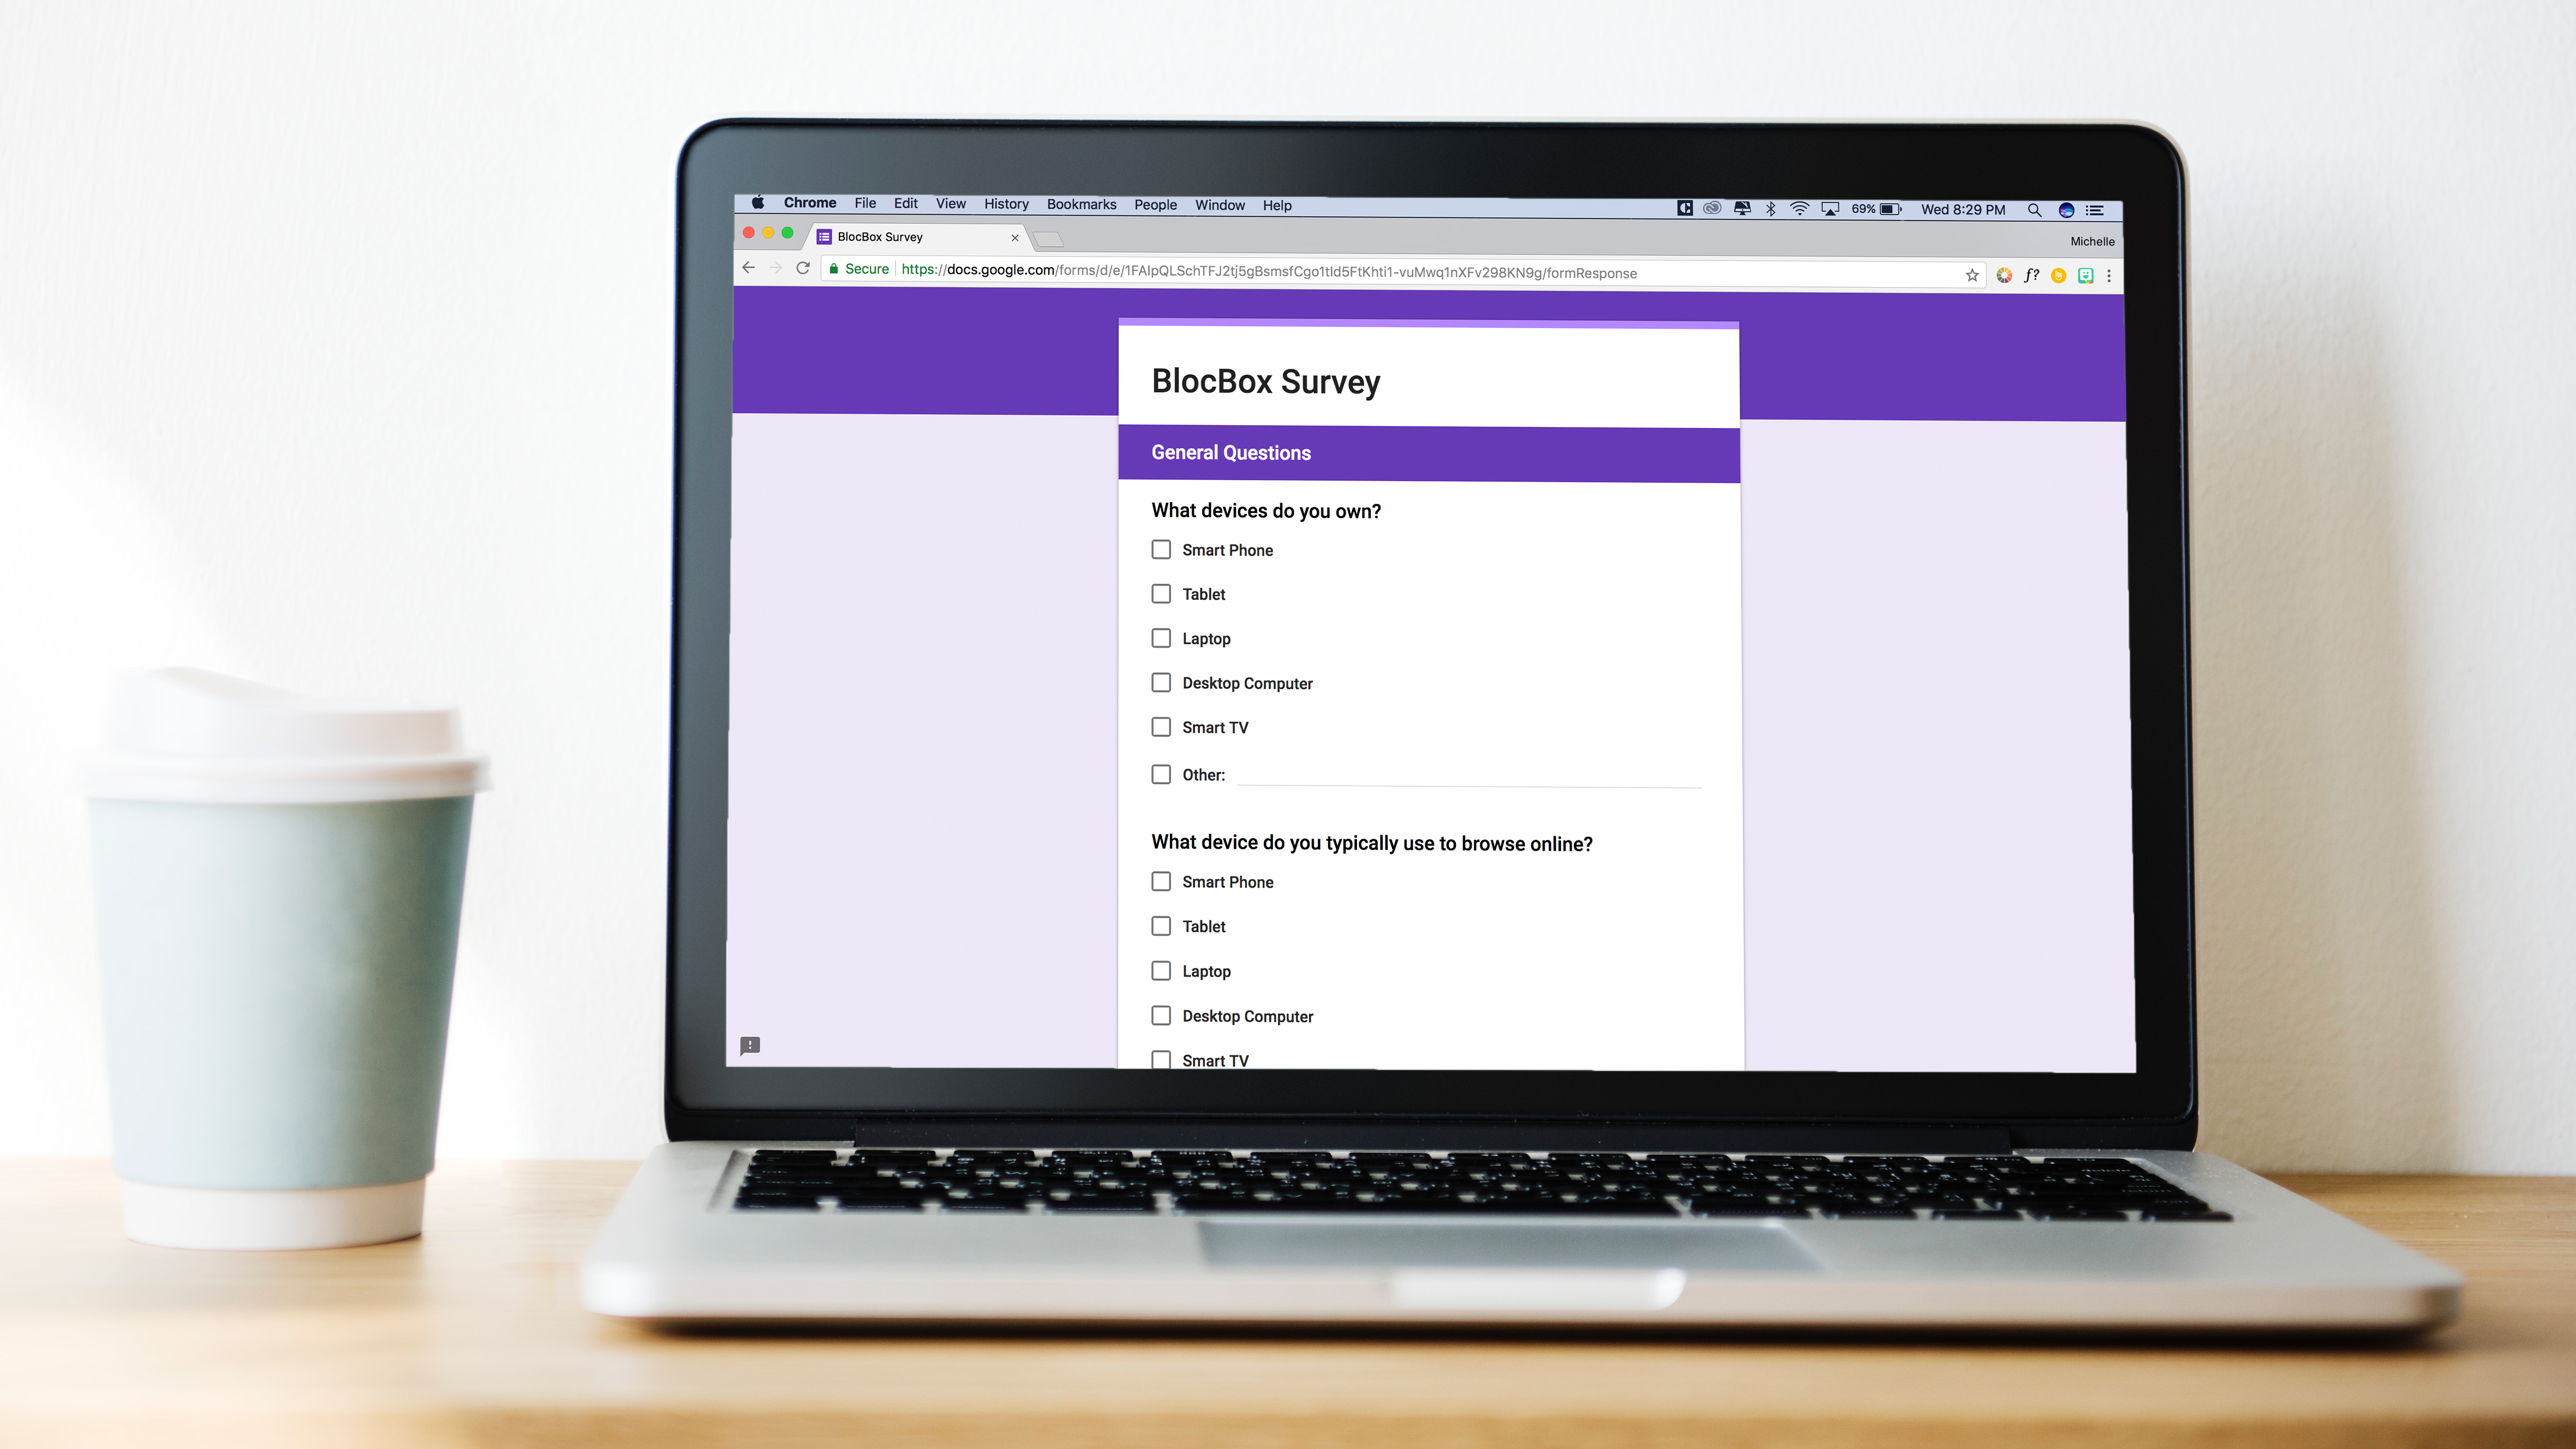 Chrome File Edit View History Bookmarks People Window Help 69% Wed 8:29 PM
BlocBox Survey Michelle
Secure https://docs.google.com/forms/d/e/1FAIpQLSchTFJ2tj5gBsmsfCgo1tId5FtKhti1-vuMwq1nXFv298KN9g/formResponse f?
BlocBox Survey
General Questions
What devices do you own?
Smart Phone
Tablet
Laptop
Desktop Computer
Smart TV
Other:
What device do you typically use to browse online?
Smart Phone
Tablet
Laptop
Desktop Computer
Smart TV